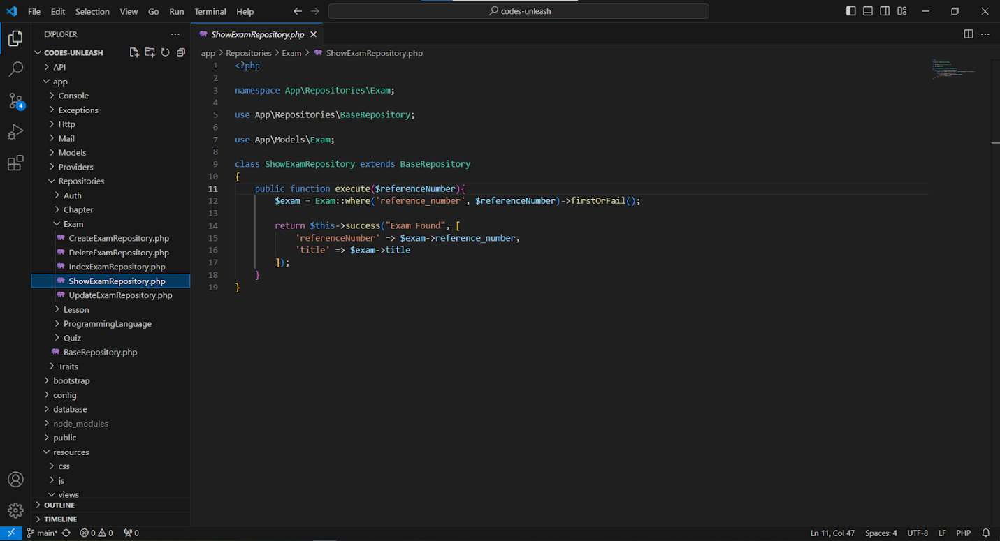 File Edit Selection View Go Run Terminal Help codes-unleash
EXPLORER
CODES-UNLEASH
API
app
Console
Exceptions
Http
4
Mail
Models
Providers
Repositories
Auth
Chapter
Exam
CreateExamRepository.php
DeleteExamRepository.php
IndexExamRepository.php
ShowExamRepository.php
UpdateExamRepository.php
Lesson
ProgrammingLanguage
Quiz
BaseRepository.php
Traits
bootstrap
config
database
node_modules
public
resources
css
js
views
OUTLINE
TIMELINE
ShowExamRepository.php
app > Repositories > Exam > ShowExamRepository.php
1 <?php
2
3 namespace App\Repositories\Exam;
4
5 use App\Repositories\BaseRepository;
6
7 use App\Models\Exam;
8
9 class ShowExamRepository extends BaseRepository
10 {
11 public function execute($referenceNumber){
12 $exam = Exam::where('reference_number', $referenceNumber)->firstOrFail();
13
14 return $this->success("Exam Found", [
15 'referenceNumber' => $exam->reference_number,
16 'title' => $exam->title
17 ]);
18 }
19 }
main* 0 0 0 Ln 11, Col 47 Spaces: 4 UTF-8 LF PHP